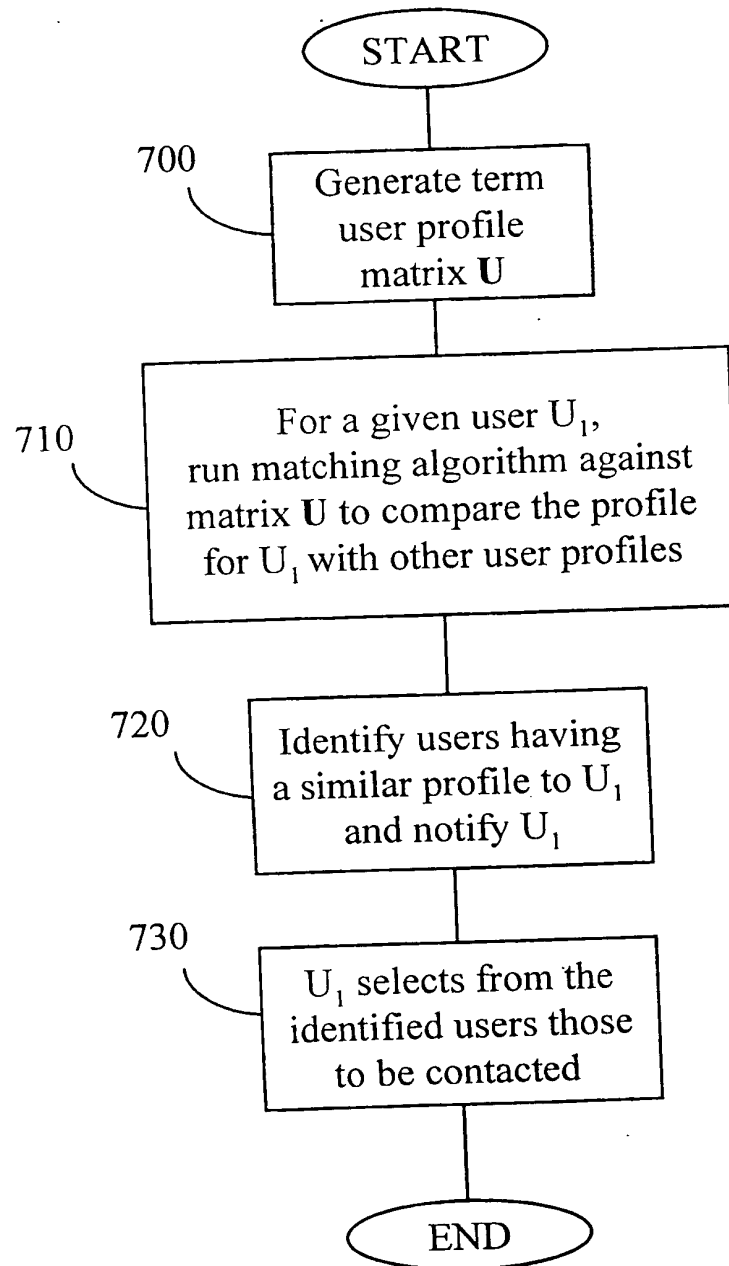 START
700
Generate term
user profile
matrix U
710
For a given user U₁,
run matching algorithm against
matrix U to compare the profile
for U₁ with other user profiles
720
Identify users having
a similar profile to U₁
and notify U₁
730
U₁ selects from the
identified users those
to be contacted
END